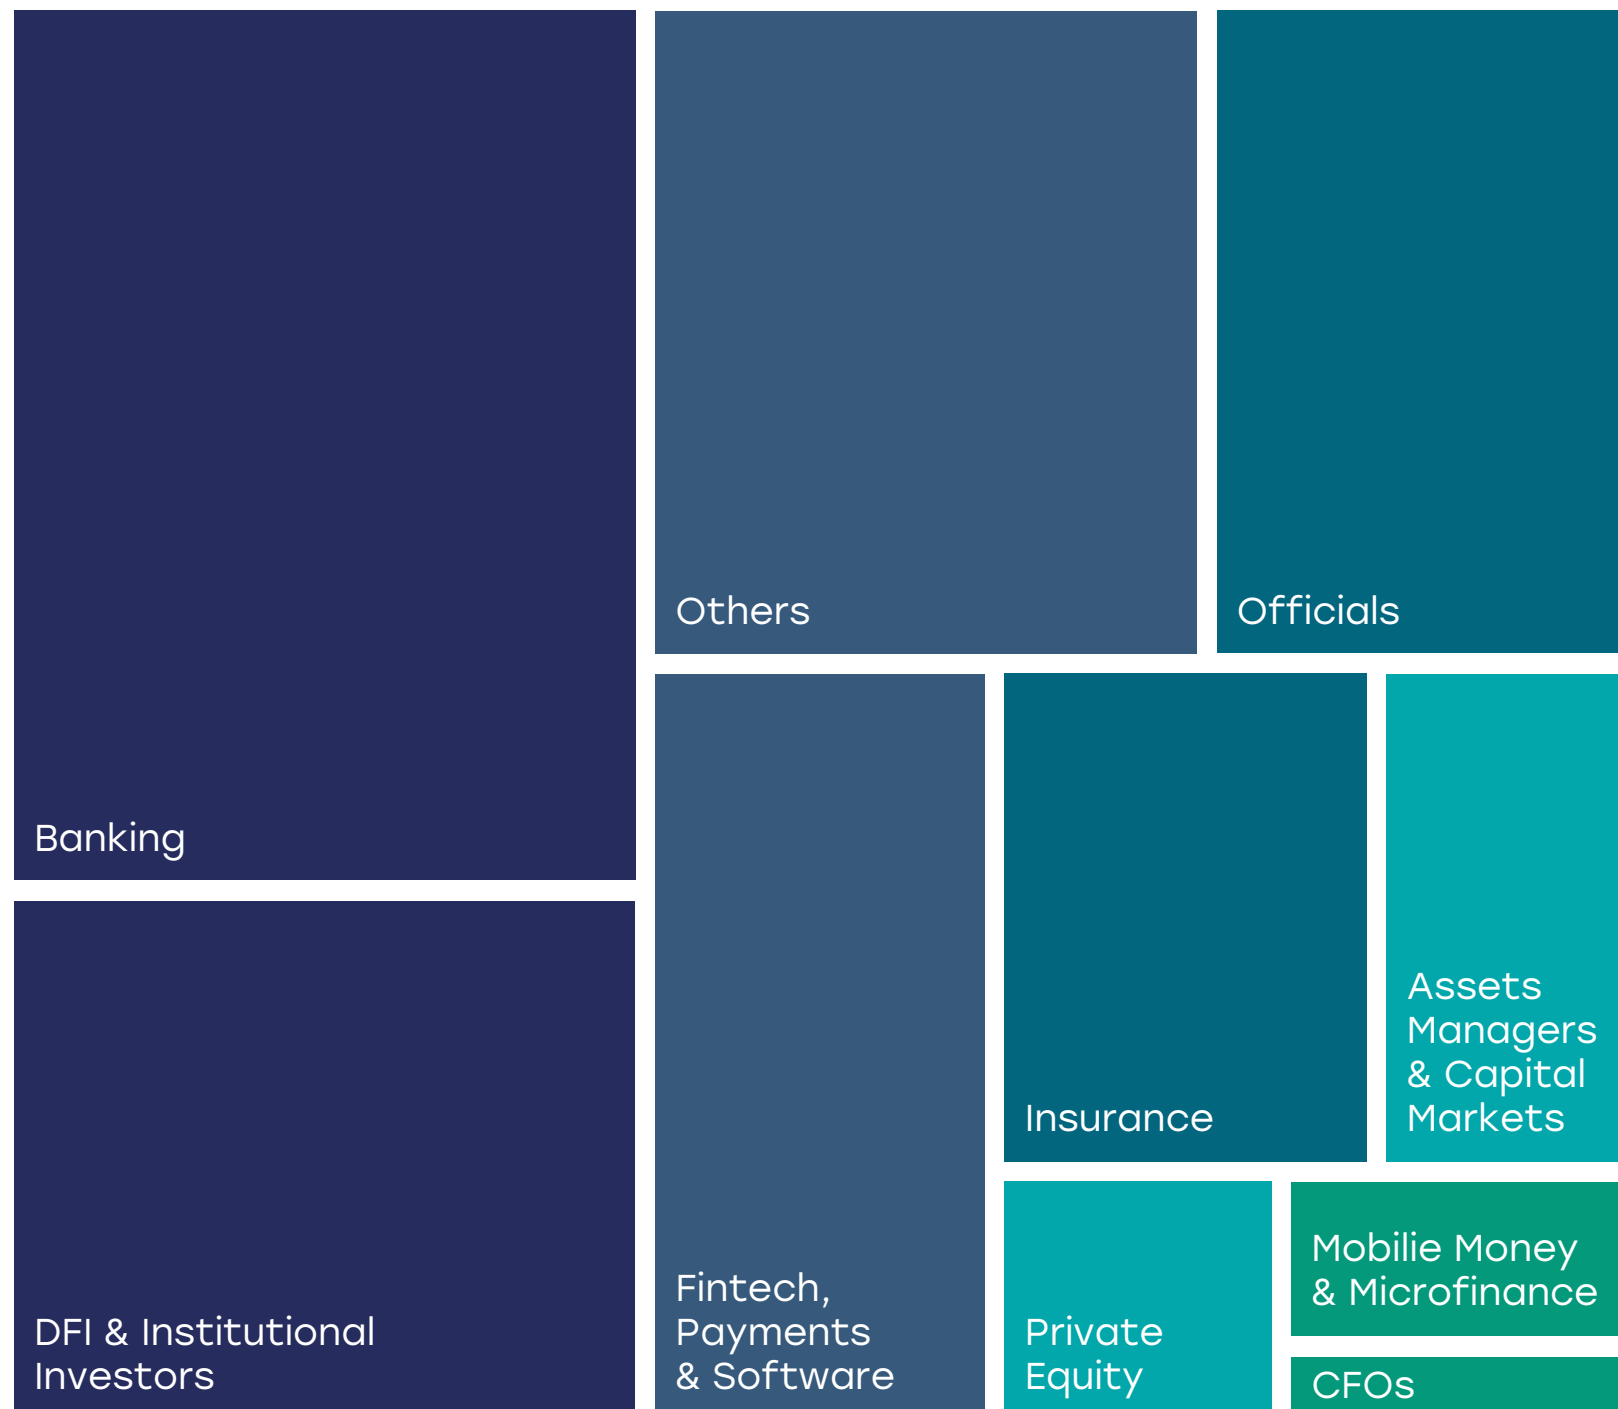 Banking
Others
Officials
DFI & Institutional
Investors
Fintech,
Payments
& Software
Insurance
Assets
Managers
& Capital
Markets
Private
Equity
Mobilie Money
& Microfinance
CFOs